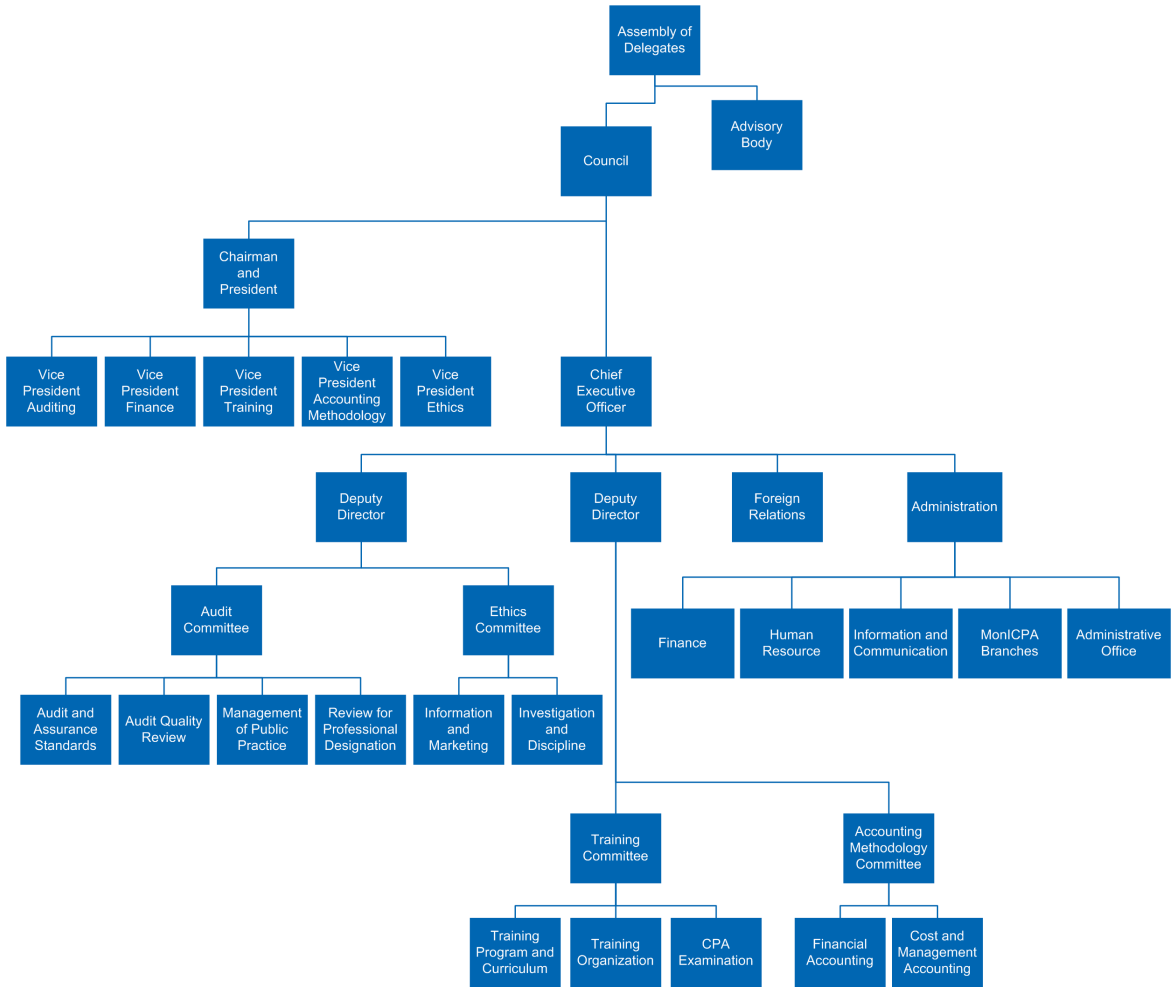 Assembly of
Delegates
Advisory
Body
Council
Chairman
and
President
Vice
President
Auditing
Vice
President
Finance
Vice
President
Training
Vice
President
Accounting
Methodology
Vice
President
Ethics
Chief
Executive
Officer
Deputy
Director
Deputy
Director
Foreign
Relations
Administration
Audit
Committee
Ethics
Committee
Finance
Human
Resource
Information and
Communication
MonICPA
Branches
Administrative
Office
Audit and
Assurance
Standards
Audit Quality
Review
Management
of Public
Practice
Review for
Professional
Designation
Information
and
Marketing
Investigation
and
Discipline
Training
Committee
Accounting
Methodology
Committee
Training
Program and
Curriculum
Training
Organization
CPA
Examination
Financial
Accounting
Cost and
Management
Accounting